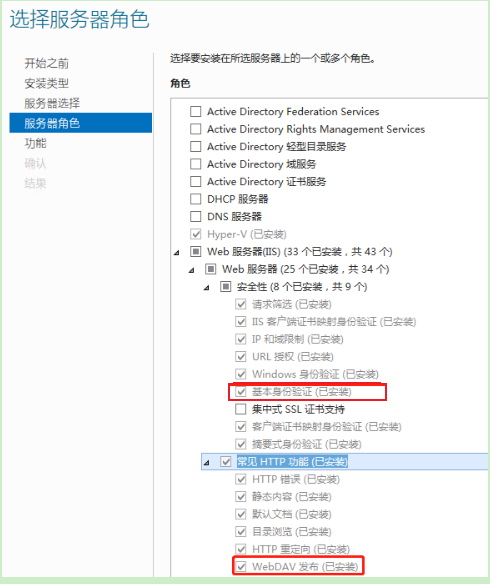 选择服务器角色
开始之前
安装类型
服务器选择
服务器角色
功能
确认
结果
选择要安装在所选服务器上的一个或多个角色。
角色
Active Directory Federation Services
Active Directory Rights Management Services
Active Directory 轻型目录服务
Active Directory 域服务
Active Directory 证书服务
DHCP 服务器
DNS 服务器
Hyper-V (已安装)
Web 服务器(IIS) (33 个已安装，共 43 个)
Web 服务器 (25 个已安装，共 34 个)
安全性 (8 个已安装，共 9 个)
请求筛选 (已安装)
IIS 客户端证书映射身份验证 (已安装)
IP 和域限制 (已安装)
URL 授权 (已安装)
Windows 身份验证 (已安装)
基本身份验证 (已安装)
集中式 SSL 证书支持
客户端证书映射身份验证 (已安装)
摘要式身份验证 (已安装)
常见 HTTP 功能 (已安装)
HTTP 错误 (已安装)
静态内容 (已安装)
默认文档 (已安装)
目录浏览 (已安装)
HTTP 重定向 (已安装)
WebDAV 发布 (已安装)